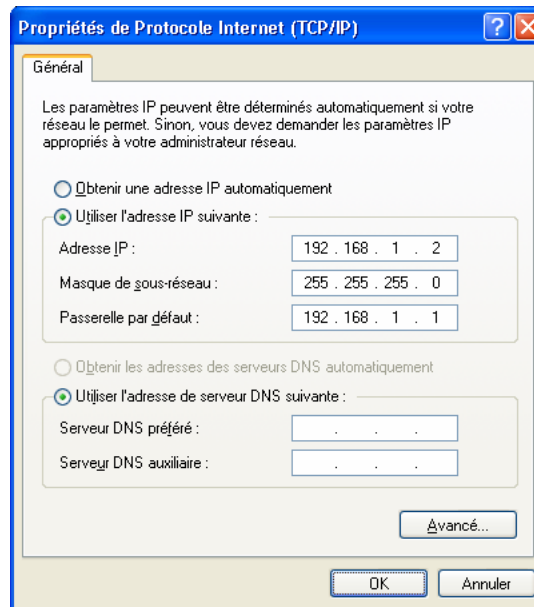 Propriétés de Protocole Internet (TCP/IP)
Général
Les paramètres IP peuvent être déterminés automatiquement si votre
réseau le permet. Sinon, vous devez demander les paramètres IP
appropriés à votre administrateur réseau.
Obtenir une adresse IP automatiquement
Utiliser l'adresse IP suivante :
Adresse IP : 192 . 168 . 1 . 2
Masque de sous-réseau : 255 . 255 . 255 . 0
Passerelle par défaut : 192 . 168 . 1 . 1
Obtenir les adresses des serveurs DNS automatiquement
Utiliser l'adresse de serveur DNS suivante :
Serveur DNS préféré : . . .
Serveur DNS auxiliaire : . . .
Avancé...
OK Annuler